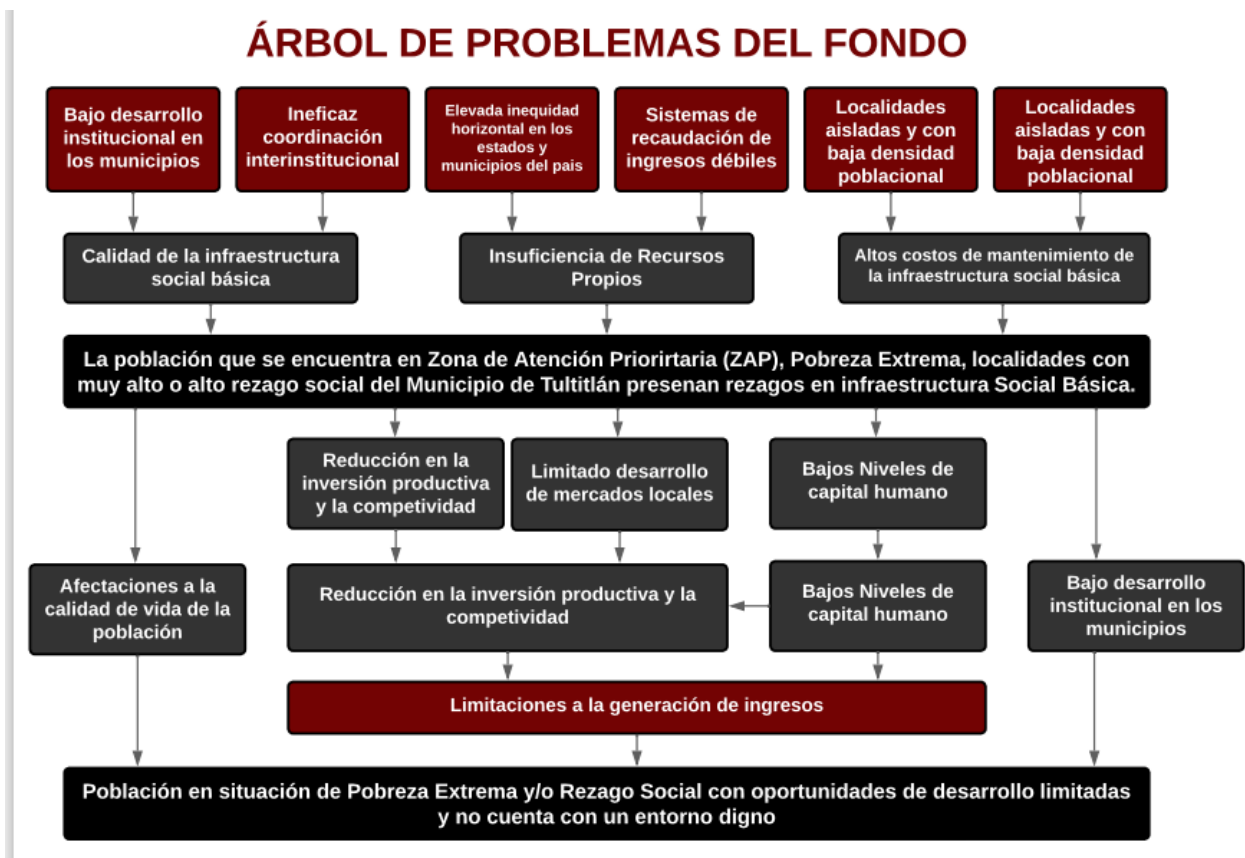 ÁRBOL DE PROBLEMAS DEL FONDO
Bajo desarrollo
institucional en
los municipios
Ineficaz
coordinación
interinstitucional
Elevada inequidad
horizontal en los
estados y
municipios del pais
Sistemas de
recaudación de
ingresos débiles
Localidades
aisladas y con
baja densidad
poblacional
Localidades
aisladas y con
baja densidad
poblacional
Calidad de la infraestructura
social básica
Insuficiencia de Recursos
Propios
Altos costos de mantenimiento de
la infraestructura social básica
La población que se encuentra en Zona de Atención Priorirtaria (ZAP), Pobreza Extrema, localidades con
muy alto o alto rezago social del Municipio de Tultitlán presenan rezagos en infraestructura Social Básica.
Reducción en la
inversión productiva
y la competividad
Limitado desarrollo
de mercados locales
Bajos Niveles de
capital humano
Afectaciones a la
calidad de vida de la
población
Reducción en la inversión productiva y la
competividad
Bajos Niveles de
capital humano
Bajo desarrollo
institucional en los
municipios
Limitaciones a la generación de ingresos
Población en situación de Pobreza Extrema y/o Rezago Social con oportunidades de desarrollo limitadas
y no cuenta con un entorno digno